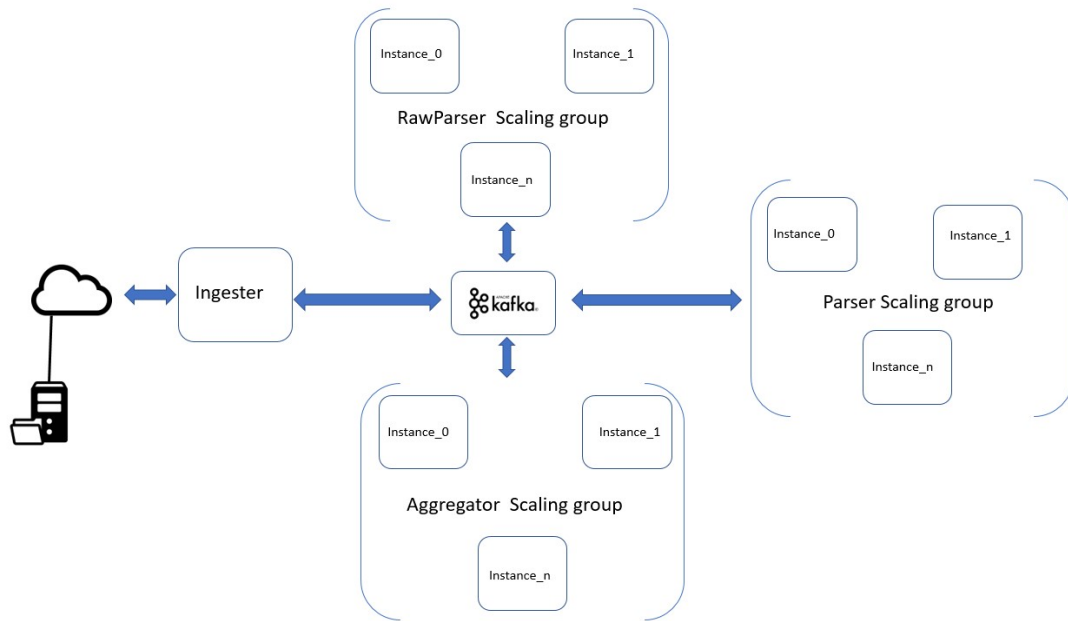 Instance_0
Instance_1
RawParser Scaling group
Instance_n
Instance_0
Instance_1
Ingester
kafka
Parser Scaling group
Instance_n
Instance_0
Instance_1
Aggregator Scaling group
Instance_n